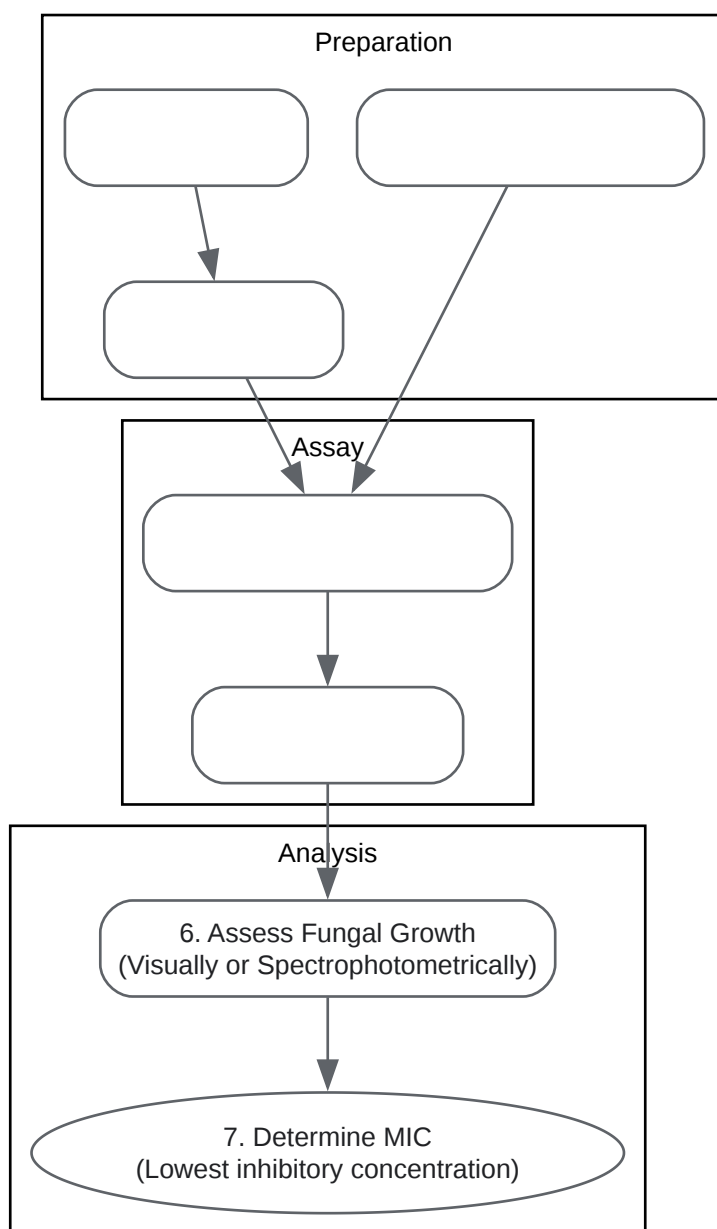 Preparation
Assay
Analysis
6. Assess Fungal Growth
(Visually or Spectrophotometrically)
7. Determine MIC
(Lowest inhibitory concentration)